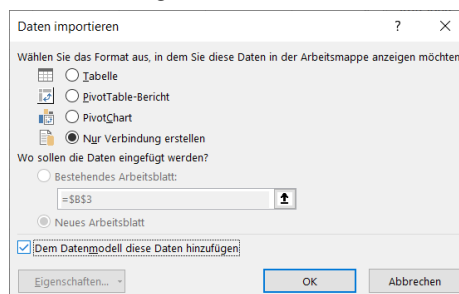 Daten importieren ? ×
Wählen Sie das Format aus, in dem Sie diese Daten in der Arbeitsmappe anzeigen möchten
Tabelle
PivotTable-Bericht
PivotChart
Nur Verbindung erstellen
Wo sollen die Daten eingefügt werden?
Bestehendes Arbeitsblatt:
=$B$3
Neues Arbeitsblatt
Dem Datenmodell diese Daten hinzufügen
Eigenschaften... OK Abbrechen